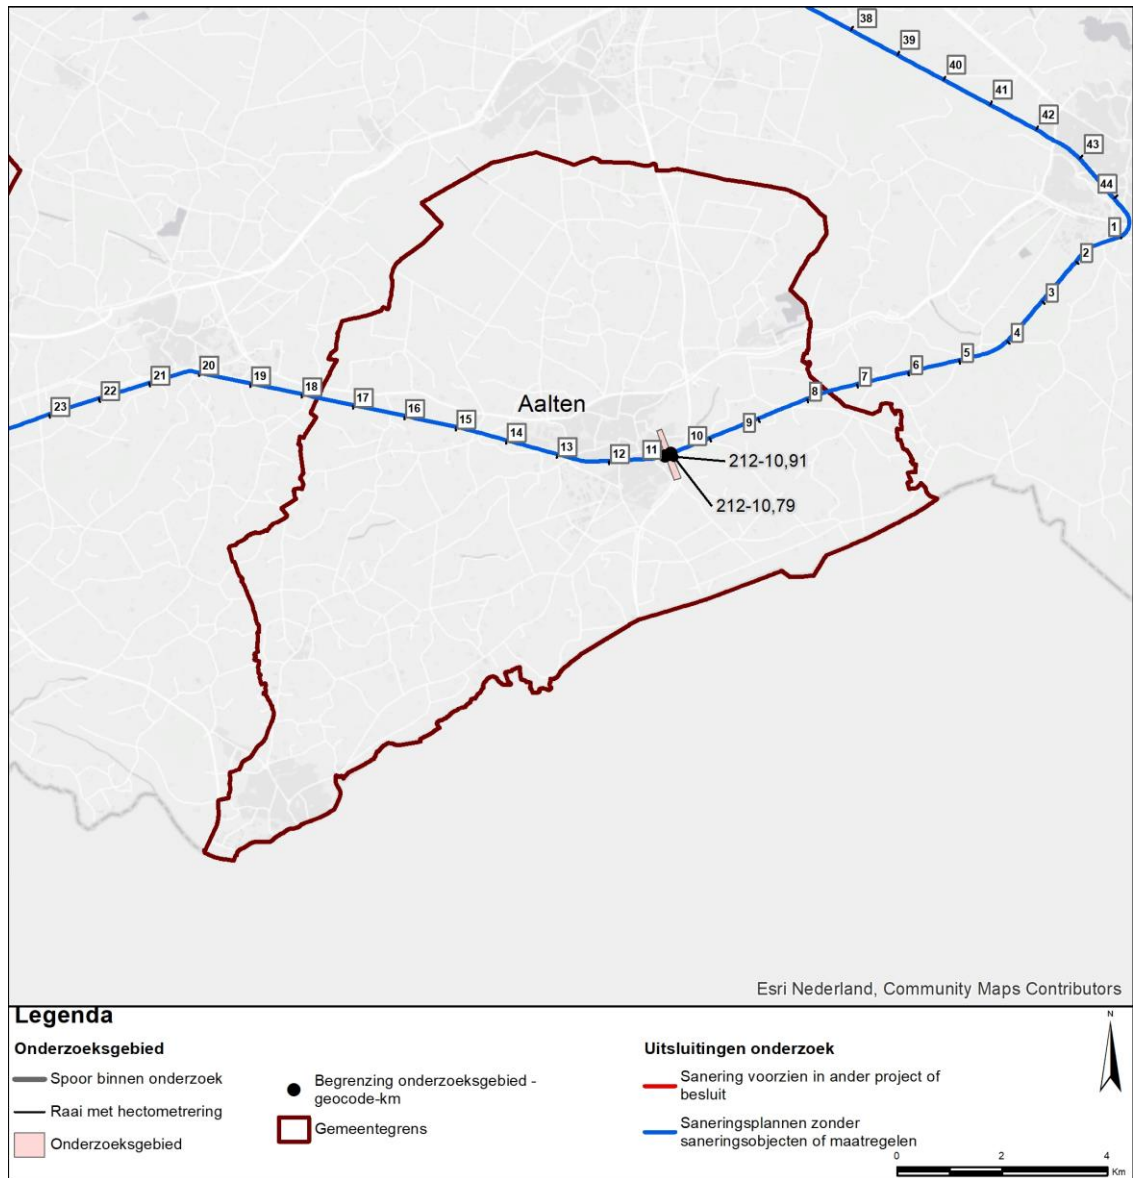 38
39
40
41
42
43
44
1
2
3
4
5
6
7
8
9
10
11
12
13
14
15
16
17
18
19
20
21
22
23
Aalten
212-10,91
212-10,79
Esri Nederland, Community Maps Contributors
Legenda
Onderzoeksgebied
Spoor binnen onderzoek
Raai met hectometrering
Onderzoeksgebied
Begrenzing onderzoeksgebied -
geocode-km
Gemeentegrens
Uitsluitingen onderzoek
Sanering voorzien in ander project of
besluit
Saneringsplannen zonder
saneringsobjecten of maatregelen
N
0 2 4
Km